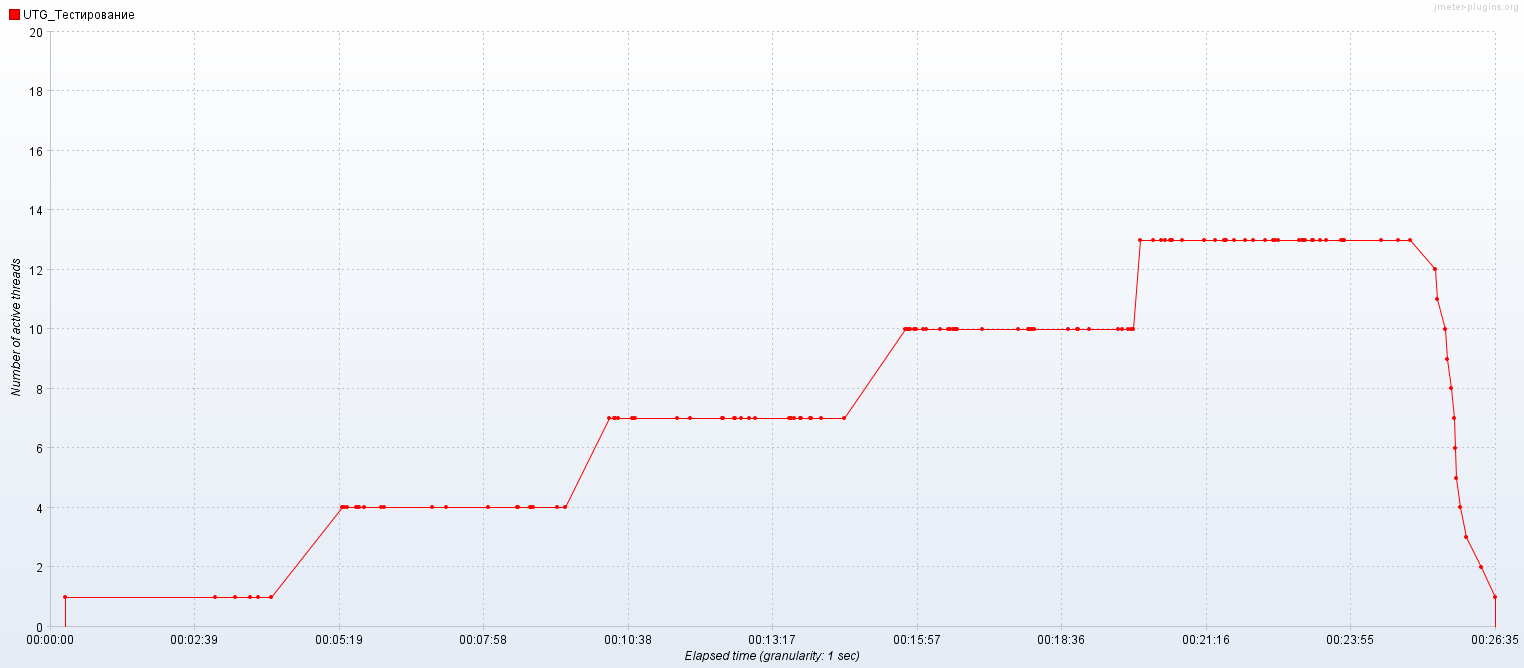 UTG_Тестирование
jmeter-plugins.org
20
18
16
14
12
10
8
6
4
2
0
Number of active threads
00:00:00 00:02:39 00:05:19 00:07:58 00:10:38 00:13:17 00:15:57 00:18:36 00:21:16 00:23:55 00:26:35
Elapsed time (granularity: 1 sec)